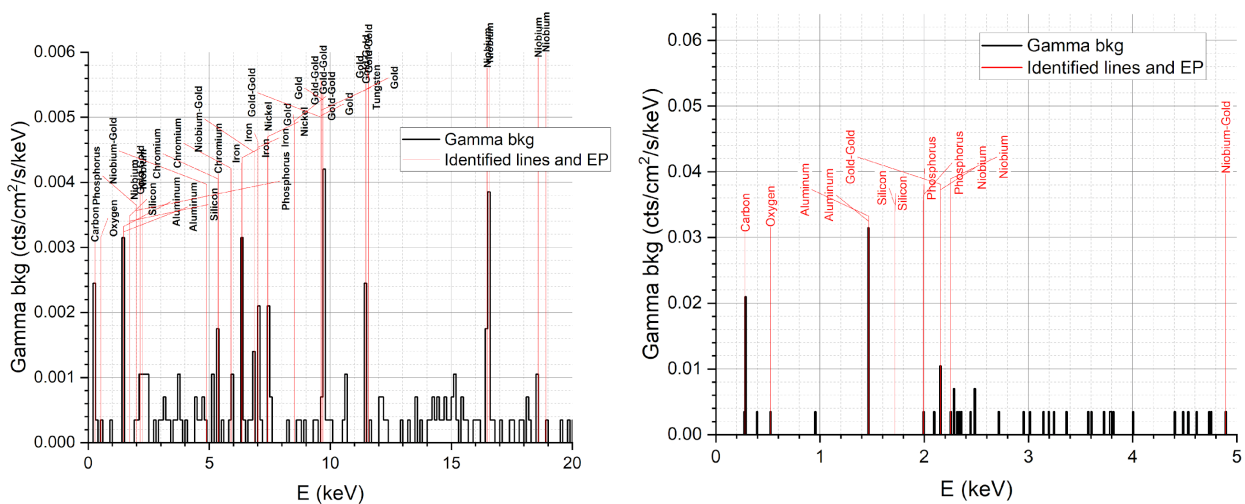 Gamma bkg (cts/cm²/s/keV)
0.006
0.005
0.004
0.003
0.002
0.001
0.000
0
5
10
15
20
E (keV)
Gamma bkg
Identified lines and EP
Carbon
Phosphorus
Oxygen
Niobium-Gold
Niobium
Silicon
Chromium
Aluminum
Chromium
Aluminum
Niobium-Gold
Silicon
Chromium
Iron
Iron
Iron
Nickel
Iron
Phosphorus
Gold
Gold
Nickel
Gold-Gold
Gold-Gold
Gold-Gold
Gold-Gold
Gold
Gold
Tungsten
Gold
Niobium
Niobium
Niobium
Niobium
Gamma bkg (cts/cm²/s/keV)
0.06
0.05
0.04
0.03
0.02
0.01
0.00
0
1
2
3
4
5
E (keV)
Gamma bkg
Identified lines and EP
Carbon
Oxygen
Aluminum
Aluminum
Gold-Gold
Silicon
Silicon
Phosphorus
Phosphorus
Niobium
Niobium
Niobium-Gold